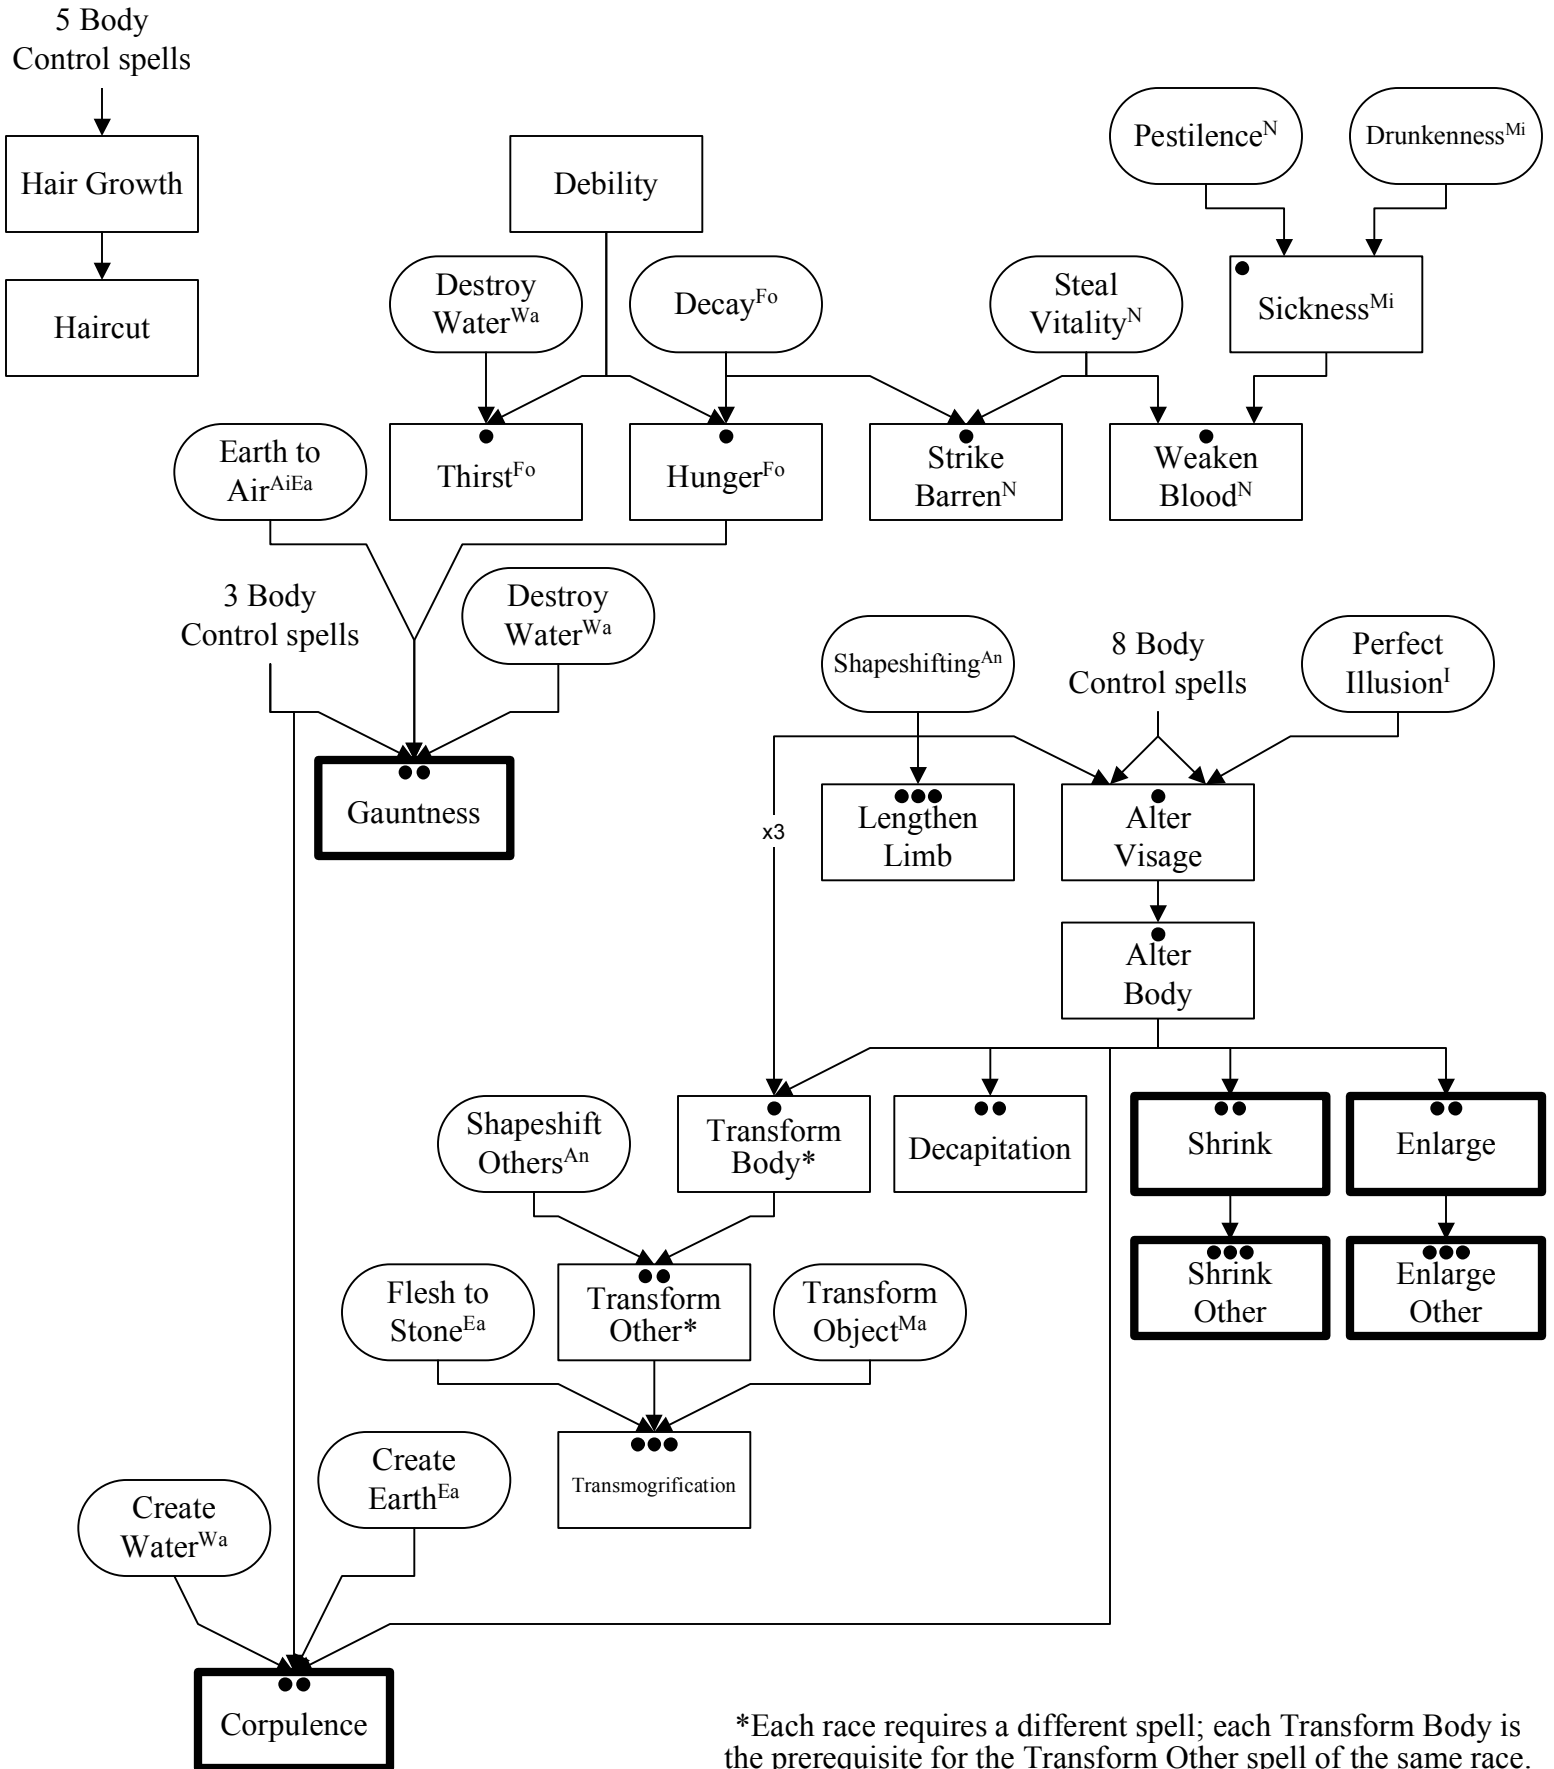 5 Body
Control spells
Hair Growth
Haircut
Debility
Pestilence^N
Drunkenness^Mi
Destroy
Water^Wa
Decay^Fo
Steal
Vitality^N
Sickness^Mi
Earth to
Air^AiEa
Thirst^Fo
Hunger^Fo
Strike
Barren^N
Weaken
Blood^N
3 Body
Control spells
Destroy
Water^Wa
Shapeshifting^An
8 Body
Control spells
Perfect
Illusion^I
Gauntness
x3
Lengthen
Limb
Alter
Visage
Alter
Body
Shapeshift
Others^An
Transform
Body*
Decapitation
Shrink
Enlarge
Flesh to
Stone^Ea
Transform
Other*
Transform
Object^Ma
Shrink
Other
Enlarge
Other
Create
Water^Wa
Create
Earth^Ea
Transmogrification
Corpulence
*Each race requires a different spell; each Transform Body is
the prerequisite for the Transform Other spell of the same race.